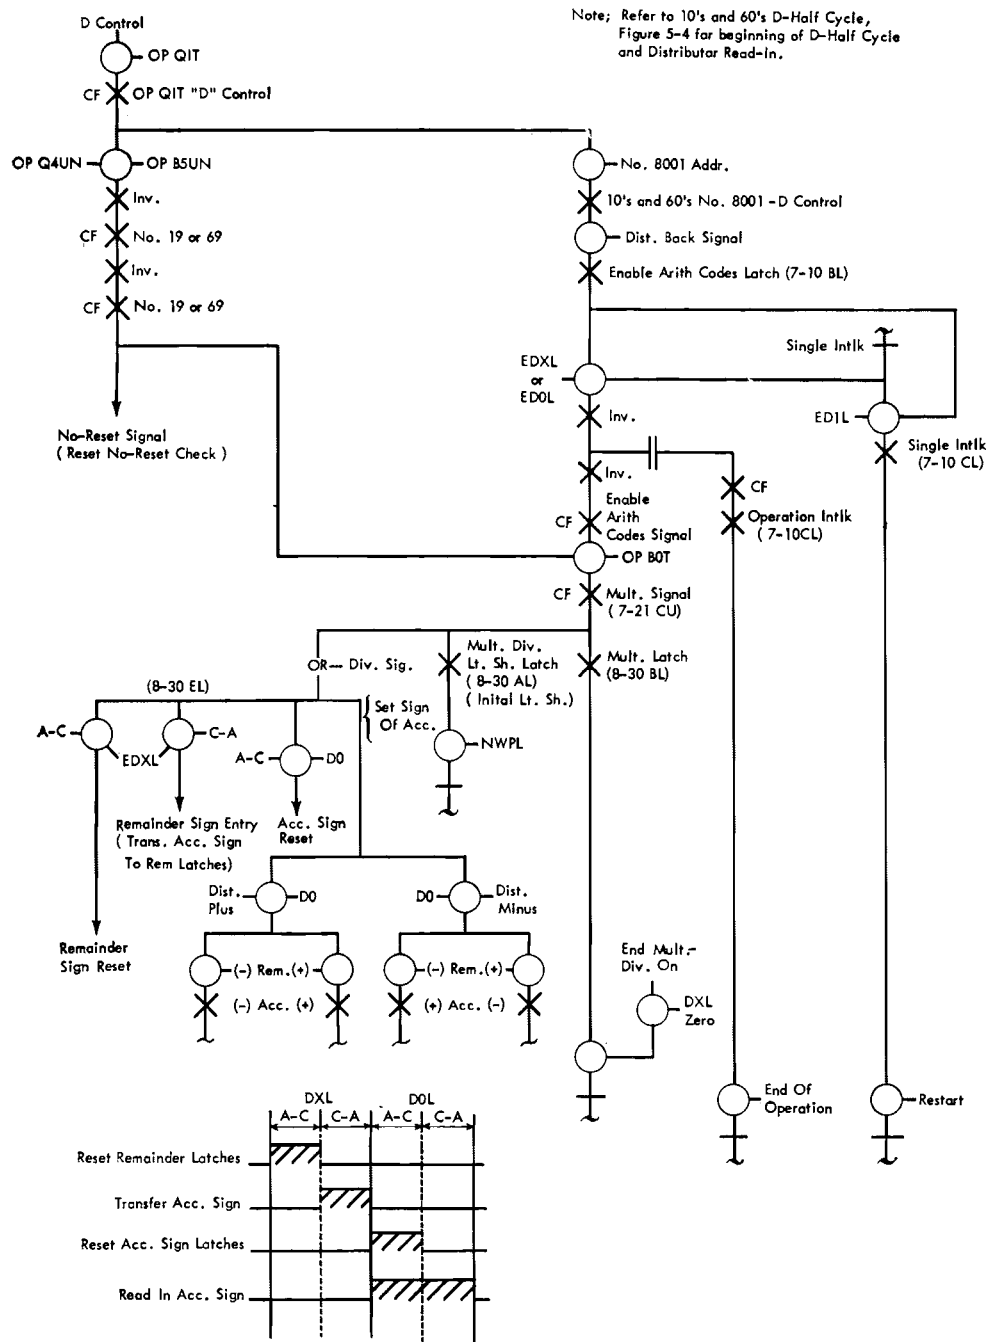 Note; Refer to 10's and 60's D-Half Cycle,
Figure 5-4 for beginning of D-Half Cycle
and Distributor Read-in.
D Control
OP QIT
CF OP QIT "D" Control
OP Q4UN OP B5UN
Inv.
CF No. 19 or 69
Inv.
CF No. 19 or 69
No-Reset Signal
( Reset No-Reset Check )
No. 8001 Addr.
10's and 60's No. 8001 - D Control
Dist. Back Signal
Enable Arith Codes Latch (7-10 BL)
Single Intlk
EDXL
or
ED0L
ED1L
Inv.
Single Intlk
(7-10 CL)
Inv.
CF
Enable
Arith
CF Codes Signal
Operation Intlk
( 7-10CL)
OP B0T
CF Mult. Signal
( 7-21 CU)
OR — Div. Sig.
Mult. Div.
Lt. Sh. Latch
( 8-30 AL)
( Inital Lt. Sh.)
Mult. Latch
(8-30 BL)
(8-30 EL)
Set Sign
Of Acc.
A-C EDXL C-A
A-C D0
NWPL
Remainder Sign Entry
( Trans. Acc. Sign
To Rem Latches)
Acc. Sign
Reset
Dist.
Plus D0
D0 Dist.
Minus
Remainder
Sign Reset
(-) Rem.(+)
(-) Acc. (+)
(-) Rem.(+)
(+) Acc. (-)
End Mult.-
Div. On
DXL
Zero
End Of
Operation
Restart
DXL D0L
A-C C-A A-C C-A
Reset Remainder Latches
Transfer Acc. Sign
Reset Acc. Sign Latches
Read In Acc. Sign